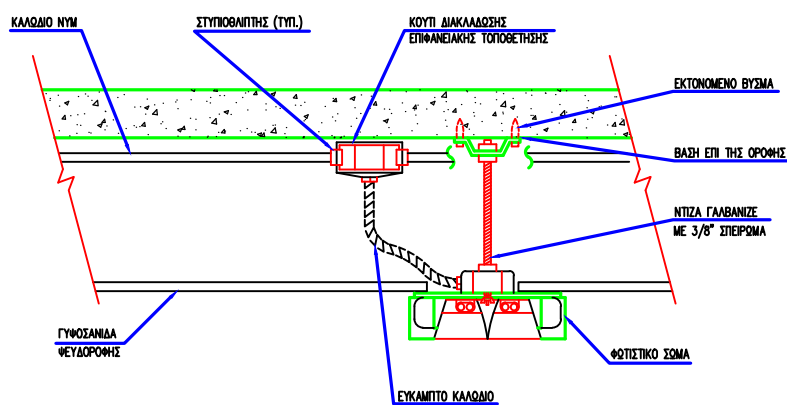 ΚΑΛΩΔΙΟ ΝΥΜ
ΣΤΥΠΙΟΘΛΙΠΤΗΣ (ΤΥΠ.)
ΚΟΥΤΙ ΔΙΑΚΛΑΔΩΣΗΣ
ΕΠΙΦΑΝΕΙΑΚΗΣ ΤΟΠΟΘΕΤΗΣΗΣ
ΕΚΤΟΝΟΜΕΝΟ ΒΥΣΜΑ
ΒΑΣΗ ΕΠΙ ΤΗΣ ΟΡΟΦΗΣ
ΝΤΙΖΑ ΓΑΛΒΑΝΙΖΕ
ΜΕ 3/8" ΣΠΕΙΡΩΜΑ
ΓΥΨΟΣΑΝΙΔΑ
ΨΕΥΔΟΡΟΦΗΣ
ΦΩΤΙΣΤΙΚΟ ΣΩΜΑ
ΕΥΚΑΜΠΤΟ ΚΑΛΩΔΙΟ